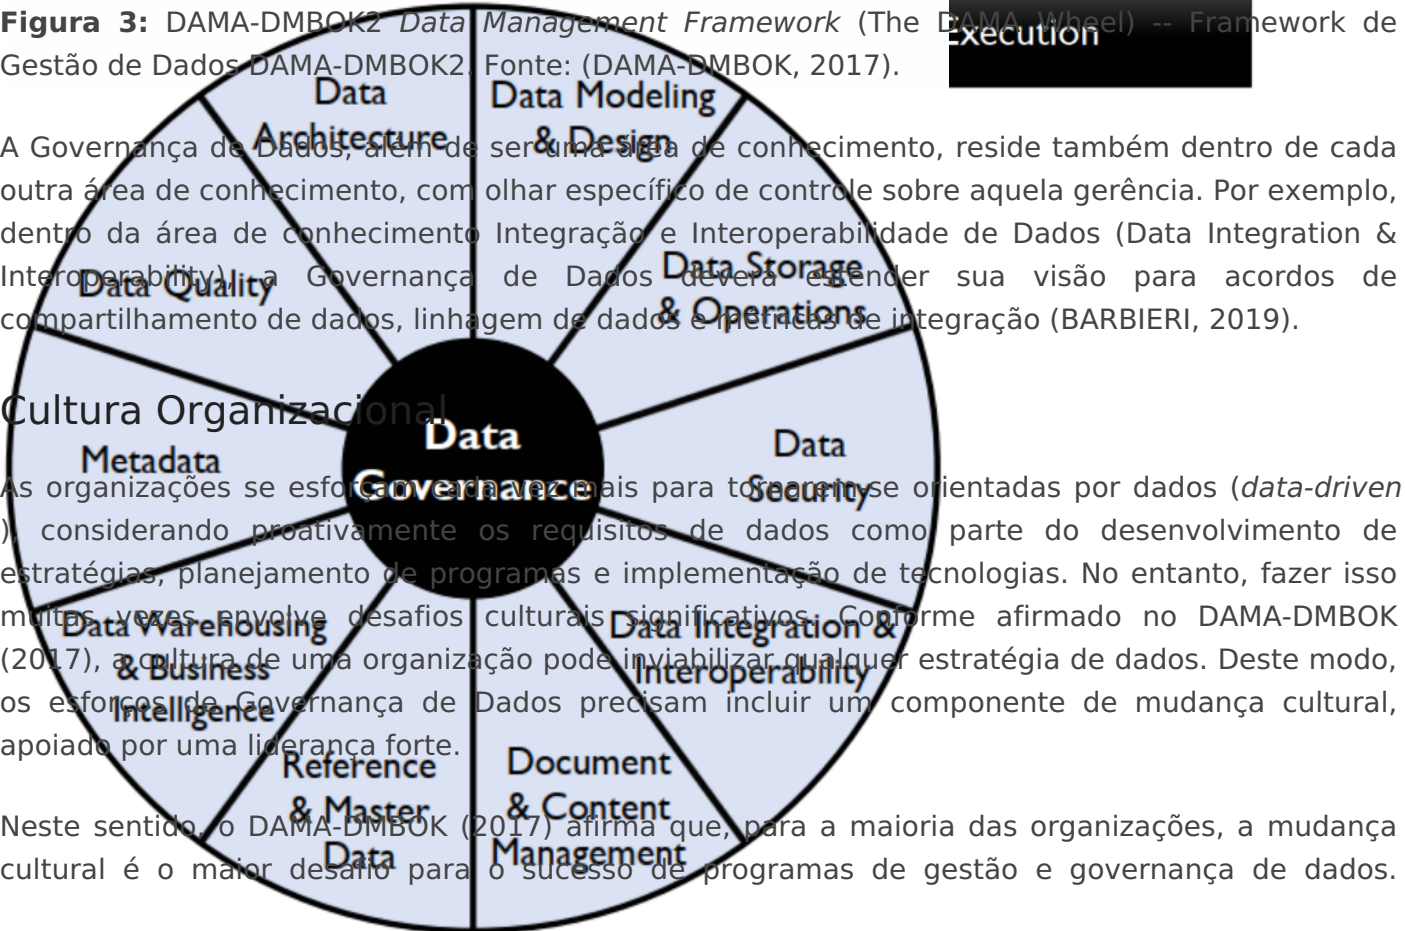 Figura 3: DAMA-DMBOK2 Data Management Framework (The DAMA Wheel) -- Framework de
Gestão de Dados DAMA-DMBOK2. Fonte: (DAMA-DMBOK, 2017).
Execution
Data
Architecture
Data Modeling
& Design
A Governança de Dados, além de ser uma área de conhecimento, reside também dentro de cada
outra área de conhecimento, com olhar específico de controle sobre aquela gerência. Por exemplo,
dentro da área de conhecimento Integração e Interoperabilidade de Dados (Data Integration &
Interoperability), a Governança de Dados deverá estender sua visão para acordos de
compartilhamento de dados, linhagem de dados e métricas de integração (BARBIERI, 2019).
Data Quality
Data Storage
& Operations
Cultura Organizacional
Metadata
Data
Governance
Data
Security
As organizações se esforçam cada vez mais para tornarem-se orientadas por dados (data-driven
), considerando proativamente os requisitos de dados como parte do desenvolvimento de
estratégias, planejamento de programas e implementação de tecnologias. No entanto, fazer isso
muitas vezes envolve desafios culturais significativos. Conforme afirmado no DAMA-DMBOK
(2017), a cultura de uma organização pode inviabilizar qualquer estratégia de dados. Deste modo,
os esforços de Governança de Dados precisam incluir um componente de mudança cultural,
apoiado por uma liderança forte.
Data Warehousing
& Business
Intelligence
Data Integration &
Interoperability
Reference
& Master
Data
Document
& Content
Management
Neste sentido, o DAMA-DMBOK (2017) afirma que, para a maioria das organizações, a mudança
cultural é o maior desafio para o sucesso de programas de gestão e governança de dados.